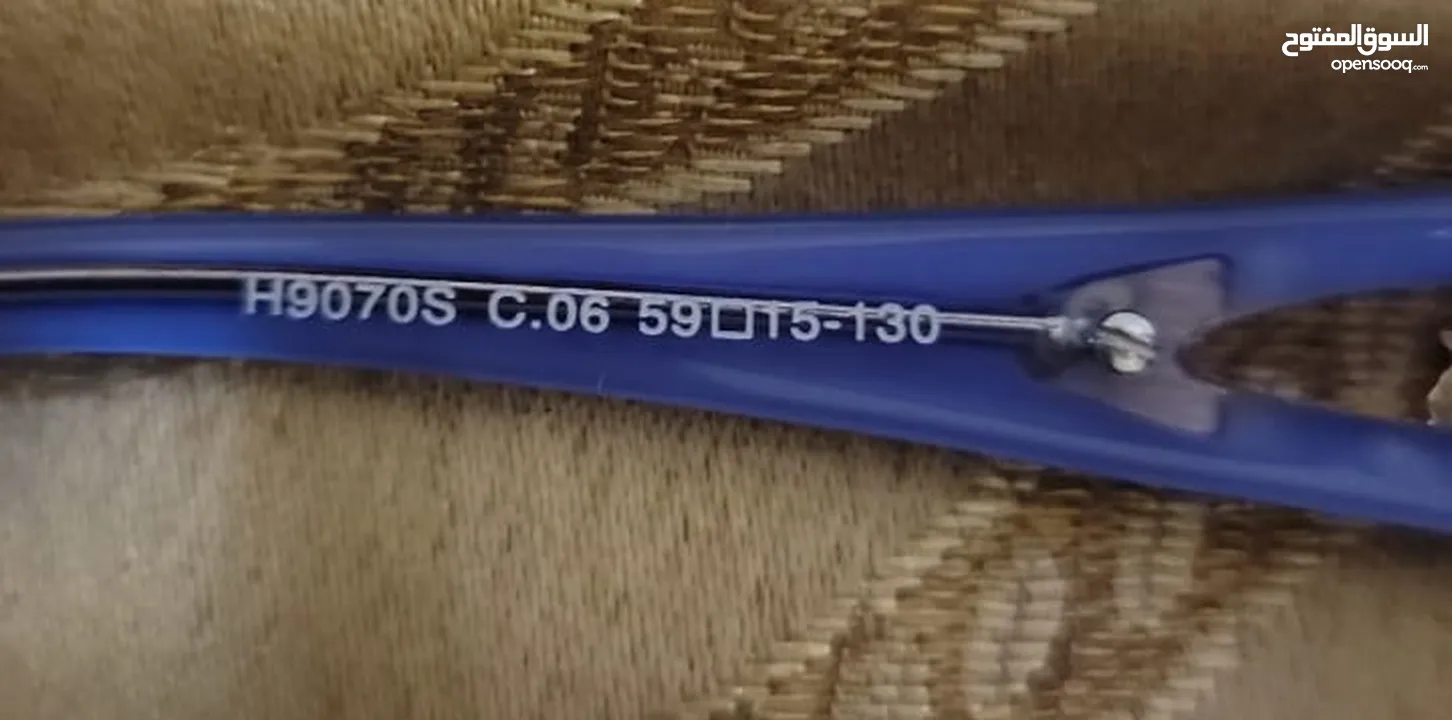 السوق المفتوح
opensooq.com
H9070S C.06 59□15-130